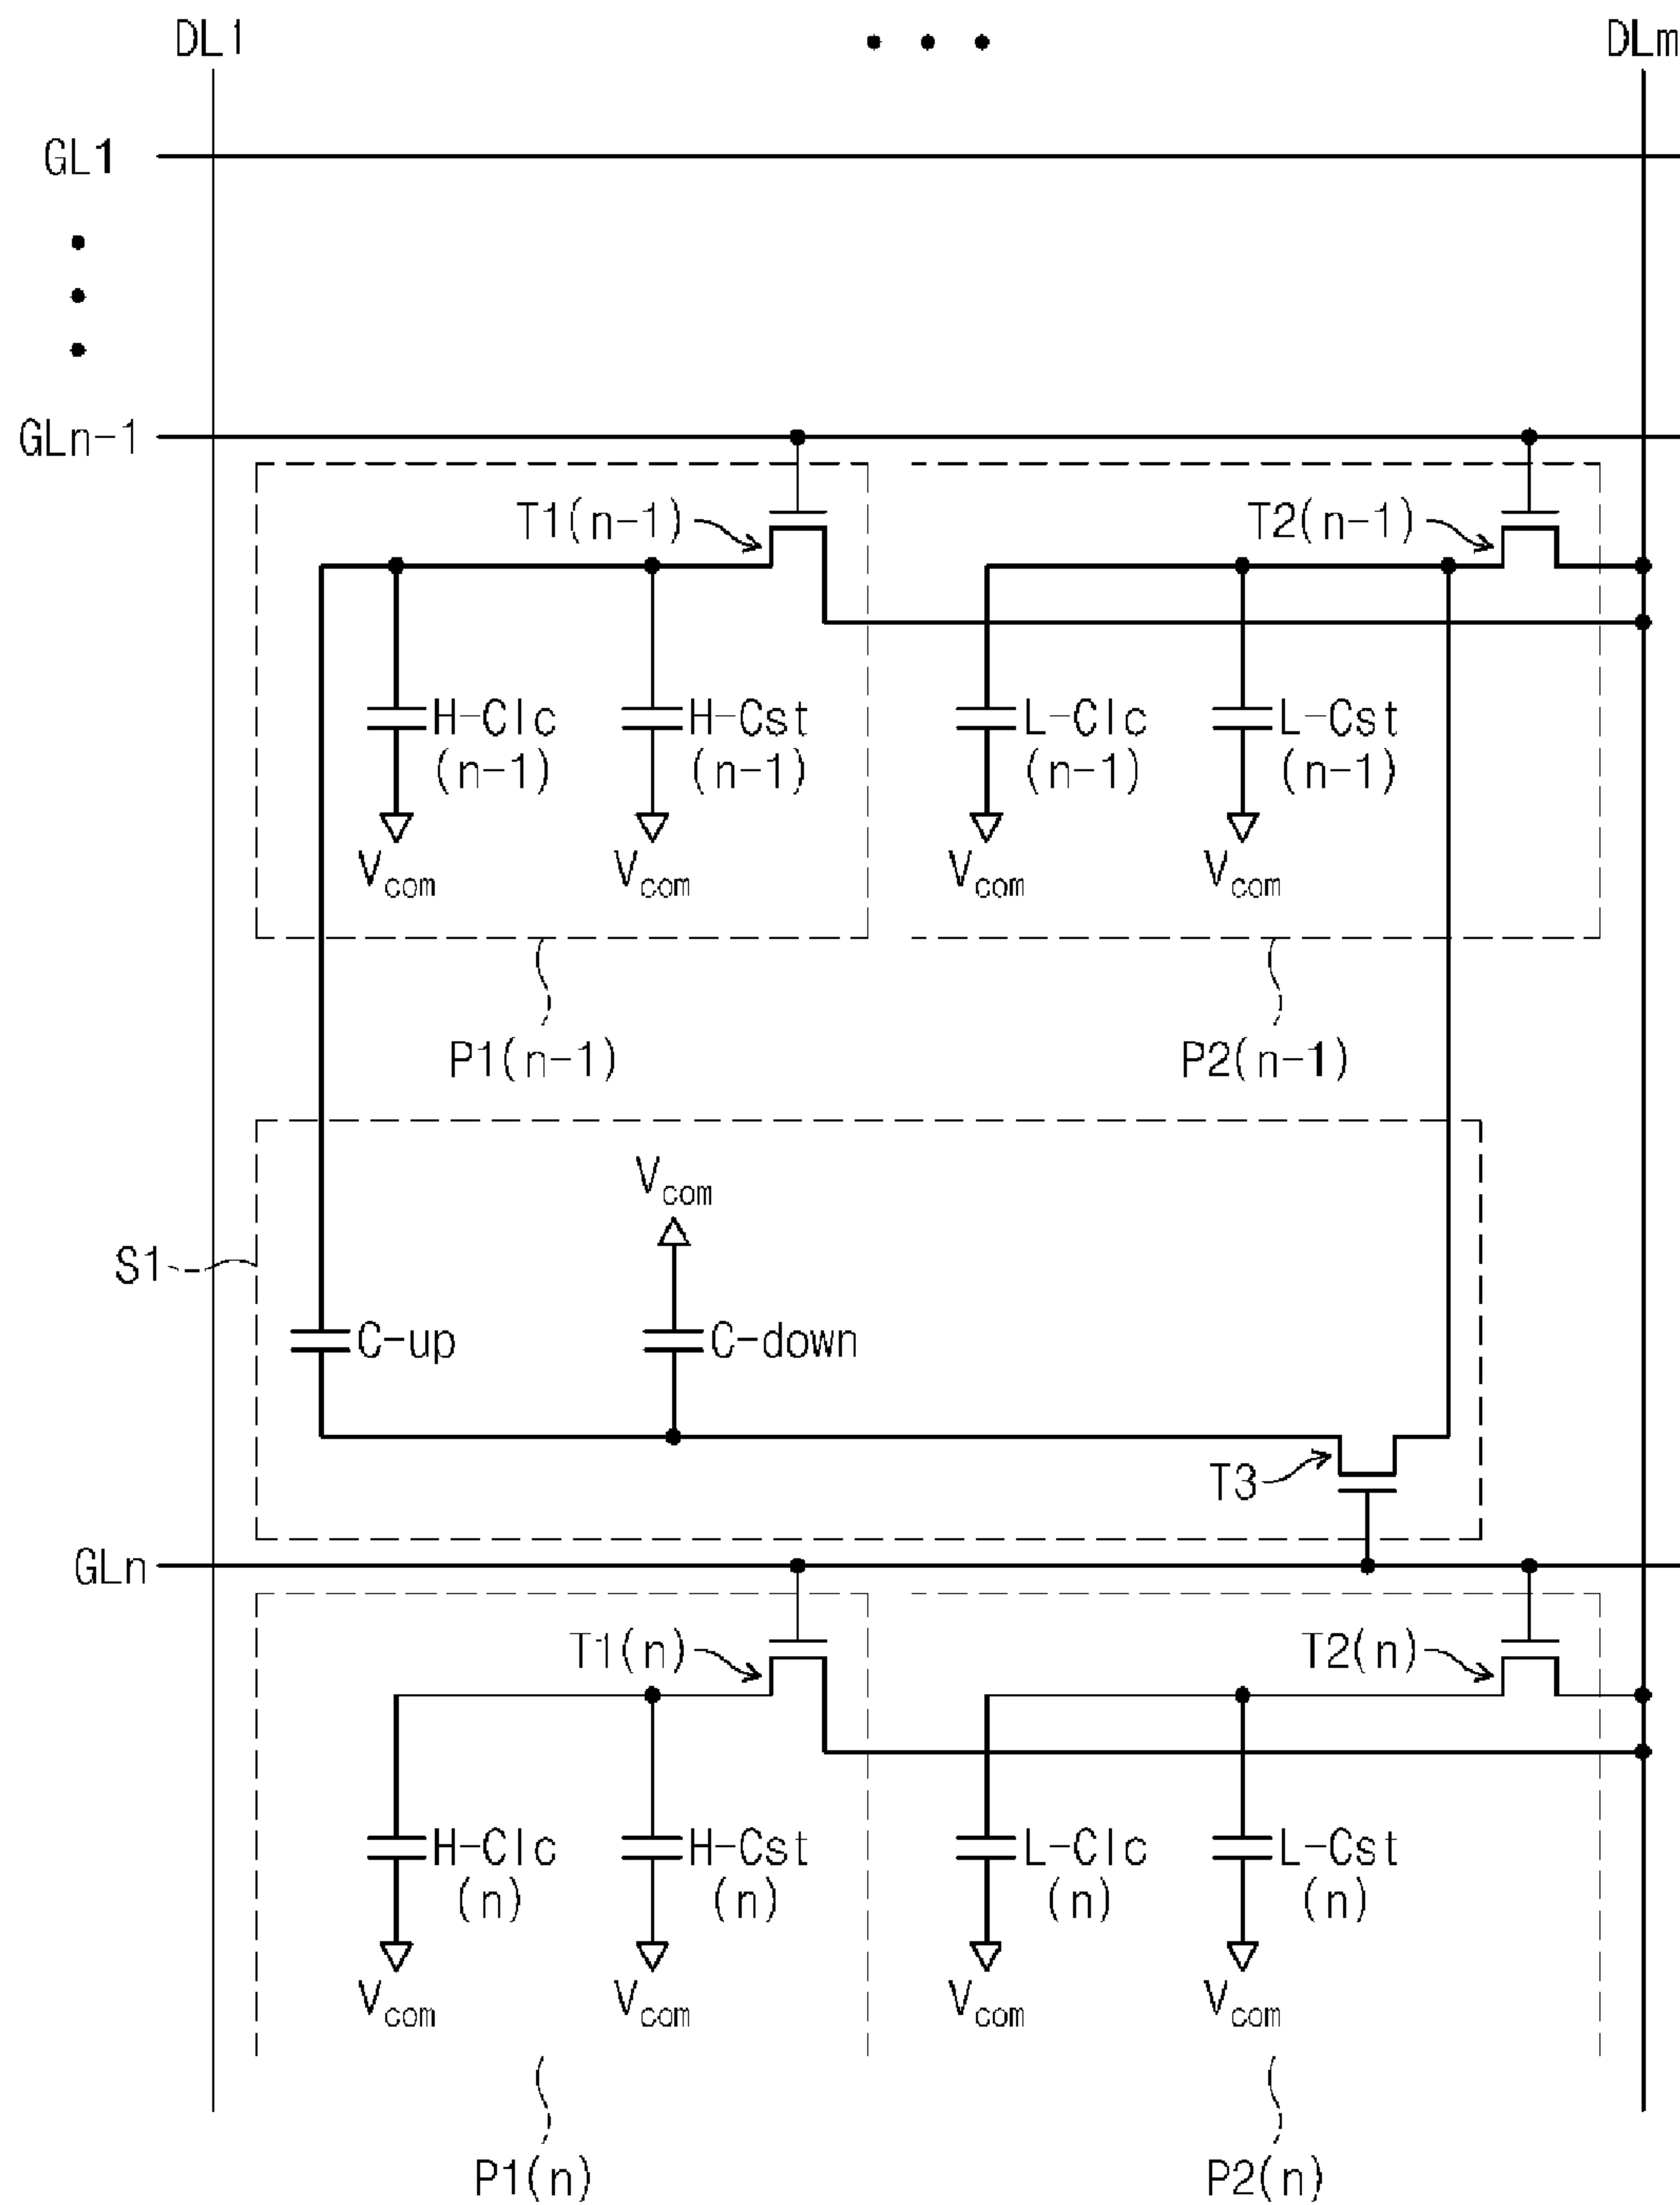 DL1
DLm
GL1
GLn-1
T1(n-1)
T2(n-1)
H-Clc
(n-1)
H-Cst
(n-1)
L-Clc
(n-1)
L-Cst
(n-1)
Vcom
Vcom
Vcom
Vcom
P1(n-1)
P2(n-1)
Vcom
S1
C-up
C-down
T3
GLn
T1(n)
T2(n)
H-Clc
(n)
H-Cst
(n)
L-Clc
(n)
L-Cst
(n)
Vcom
Vcom
Vcom
Vcom
P1(n)
P2(n)